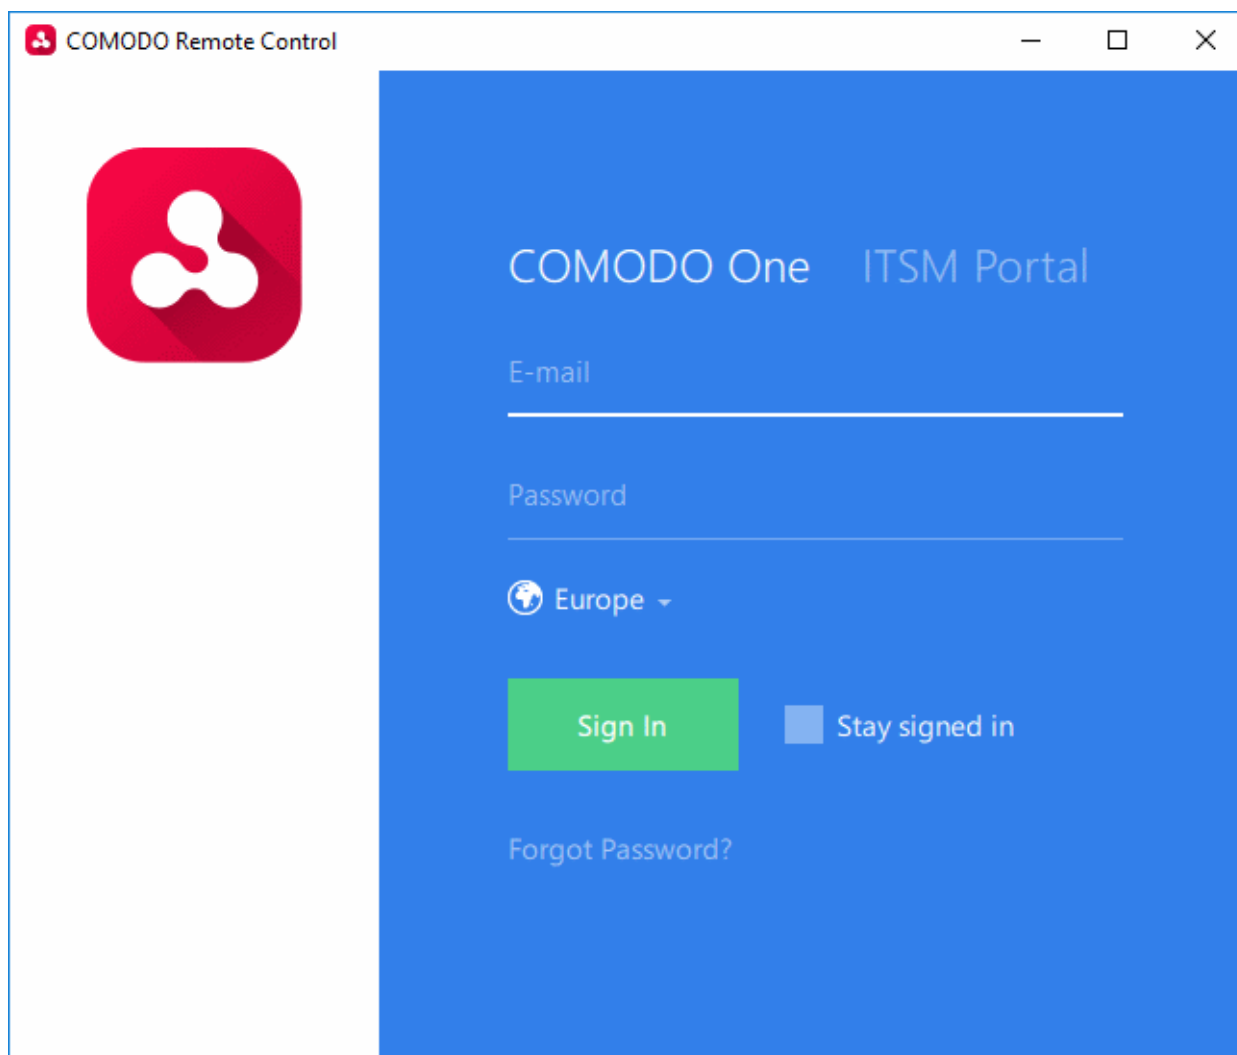 COMODO Remote Control
COMODO One ITSM Portal
E-mail
Password
Europe
Sign In Stay signed in
Forgot Password?